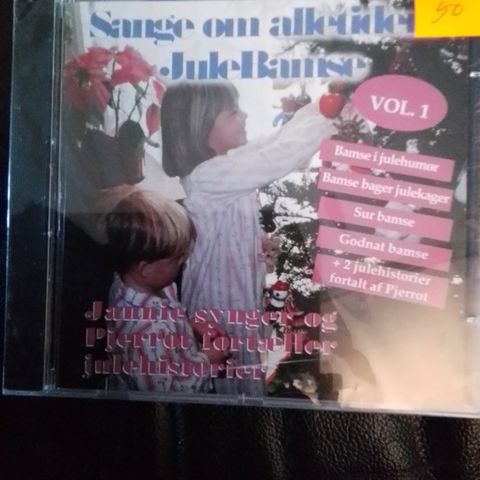 Sange om alletider
JuleBamse
50
VOL. 1
Bamse i julehumør
Bamse bager julekager
Sur bamse
Godnat bamse
+ 2 julehistorier
fortalt af Pjerrot
Jannie synger og
Pjerrot fortæller
julehistorier